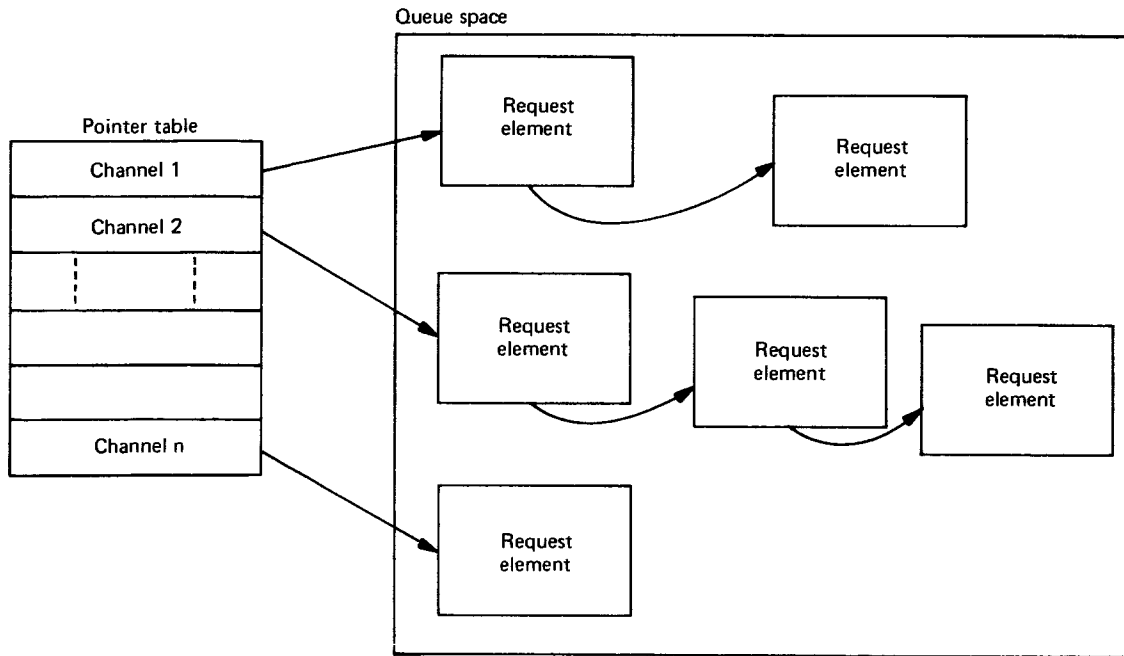 Queue space
Pointer table
Channel 1
Channel 2
Channel n
Request
element
Request
element
Request
element
Request
element
Request
element
Request
element